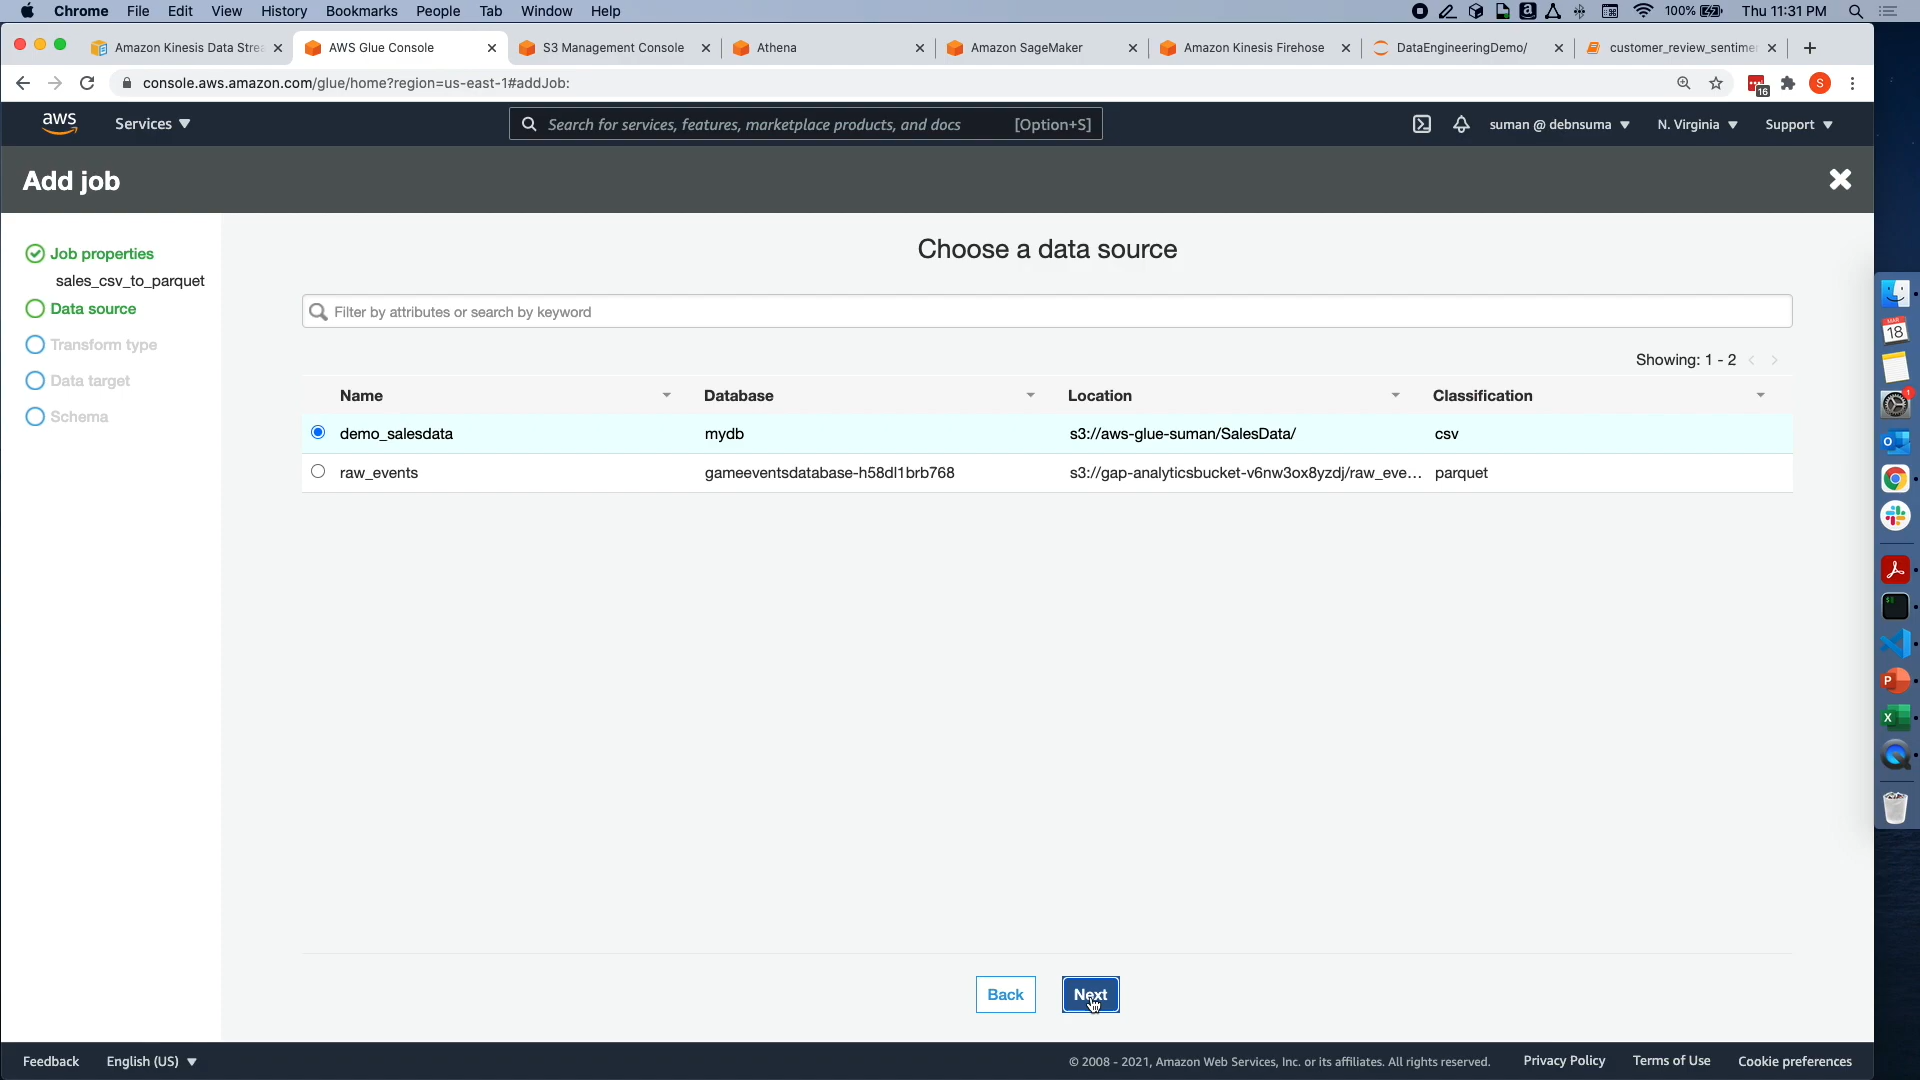 Chrome File Edit View History Bookmarks People Tab Window Help 100% Thu 11:31 PM
Amazon Kinesis Data Strea AWS Glue Console S3 Management Console Athena Amazon SageMaker Amazon Kinesis Firehose DataEngineeringDemo/ customer_review_sentime
console.aws.amazon.com/glue/home?region=us-east-1#addJob: 16 S
aws Services Search for services, features, marketplace products, and docs [Option+S] suman @ debnsuma N. Virginia Support
Add job
Job properties
sales_csv_to_parquet
Data source
Transform type
Data target
Schema
Choose a data source
Filter by attributes or search by keyword
Showing: 1 - 2
Name Database Location Classification
demo_salesdata mydb s3://aws-glue-suman/SalesData/ csv
raw_events gameeventsdatabase-h58dl1brb768 s3://gap-analyticsbucket-v6nw3ox8yzdj/raw_eve... parquet
Back Next
MAR
18
1
Feedback English (US) © 2008 - 2021, Amazon Web Services, Inc. or its affiliates. All rights reserved. Privacy Policy Terms of Use Cookie preferences